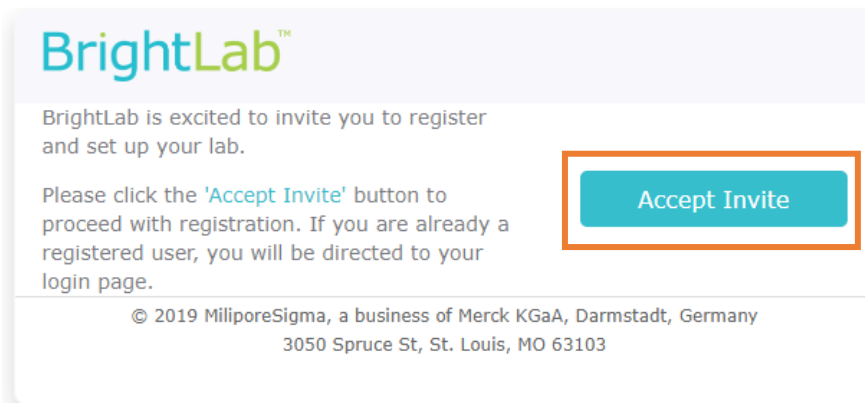 BrightLab™
BrightLab is excited to invite you to register
and set up your lab.
Please click the 'Accept Invite' button to
proceed with registration. If you are already a
registered user, you will be directed to your
login page.
Accept Invite
© 2019 MiliporeSigma, a business of Merck KGaA, Darmstadt, Germany
3050 Spruce St, St. Louis, MO 63103